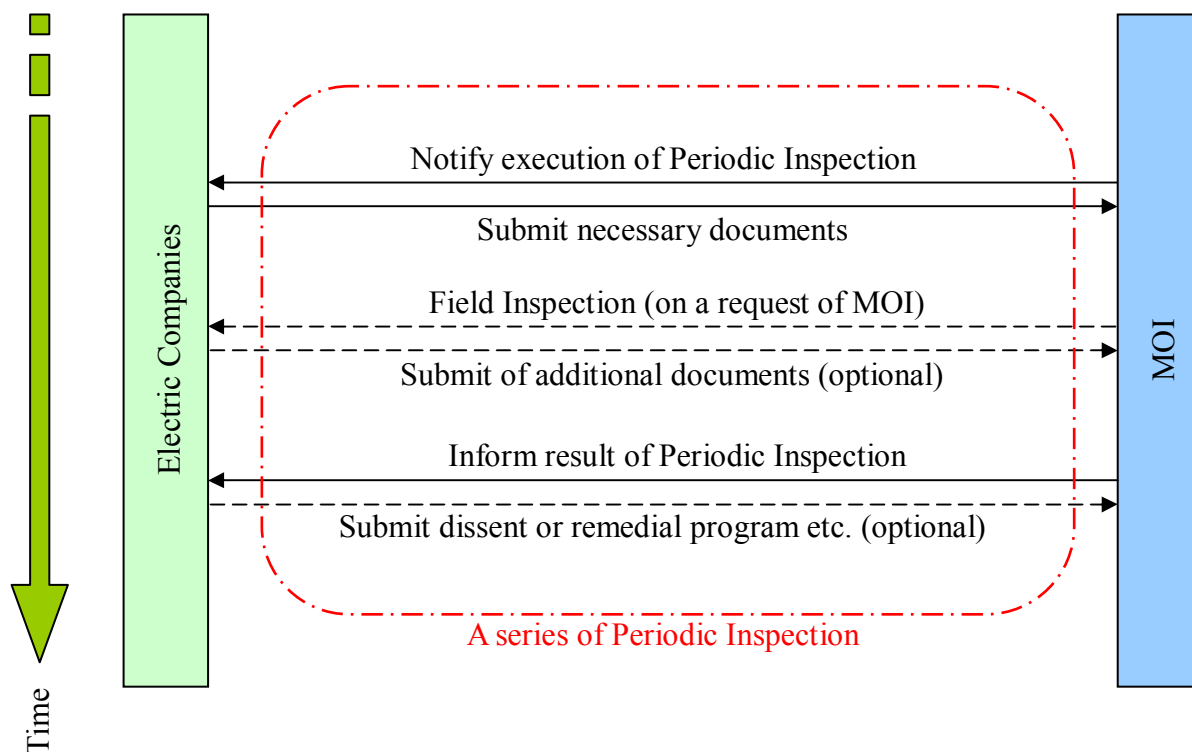 Notify execution of Periodic Inspection
Submit necessary documents
Field Inspection (on a request of MOI)
Submit of additional documents (optional)
Inform result of Periodic Inspection
Submit dissent or remedial program etc. (optional)
A series of Periodic Inspection
Electric Companies
MOI
Time